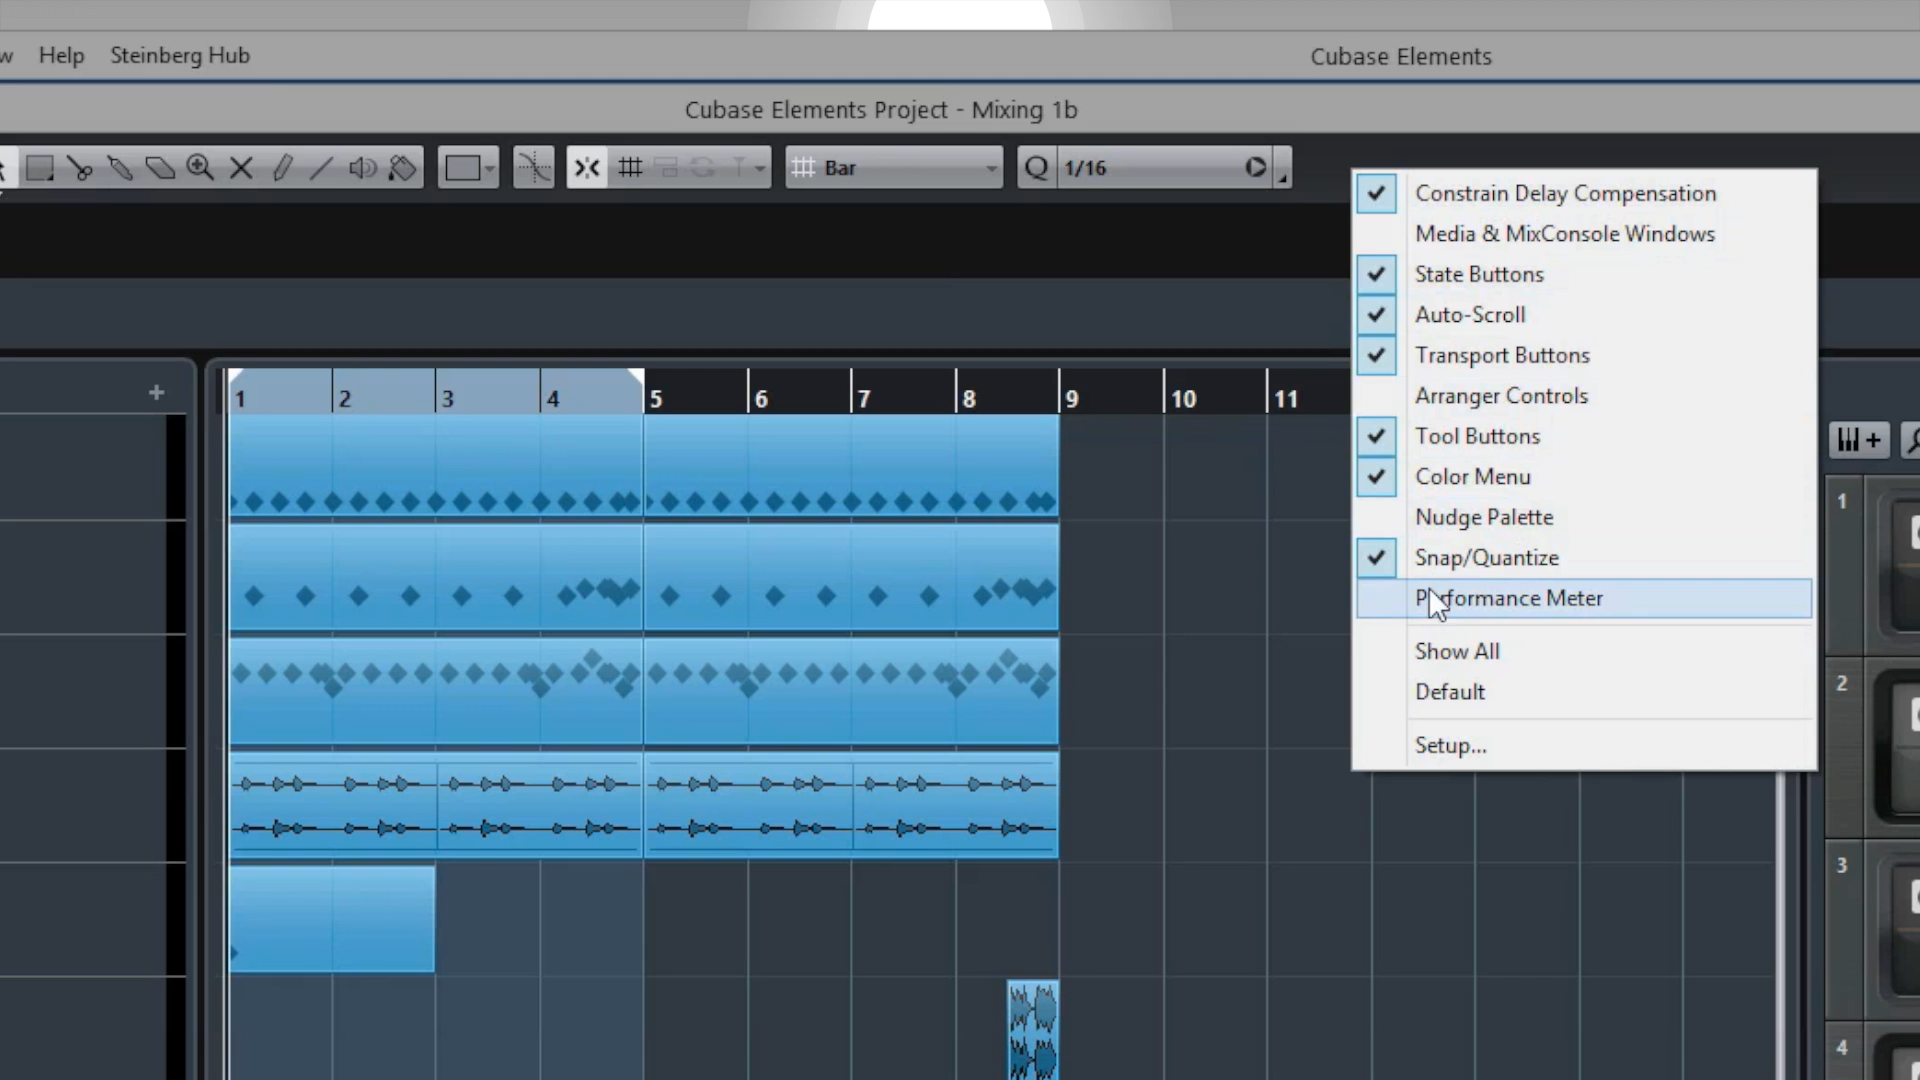 w Help Steinberg Hub
Cubase Elements
Cubase Elements Project - Mixing 1b
Bar
Q 1/16
Constrain Delay Compensation
Media & MixConsole Windows
State Buttons
Auto-Scroll
Transport Buttons
Arranger Controls
Tool Buttons
Color Menu
Nudge Palette
Snap/Quantize
Performance Meter
Show All
Default
Setup...
1 2 3 4 5 6 7 8 9 10 11
1
2
3
4